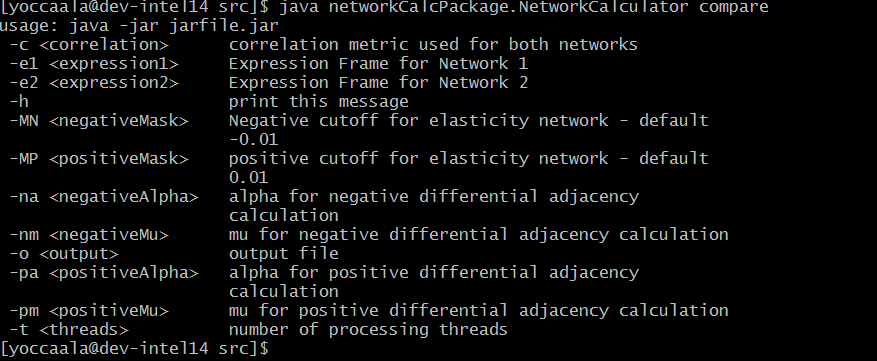 [yoccaala@dev-intel14 src]$ java networkCalcPackage.NetworkCalculator compare
usage: java -jar jarfile.jar
 -c <correlation>      correlation metric used for both networks
 -e1 <expression1>     Expression Frame for Network 1
 -e2 <expression2>     Expression Frame for Network 2
 -h                    print this message
 -MN <negativeMask>    Negative cutoff for elasticity network - default
                       -0.01
 -MP <positiveMask>    positive cutoff for elasticity network - default
                       0.01
 -na <negativeAlpha>   alpha for negative differential adjacency
                       calculation
 -nm <negativeMu>      mu for negative differential adjacency calculation
 -o <output>           output file
 -pa <positiveAlpha>   alpha for positive differential adjacency
                       calculation
 -pm <positiveMu>      mu for positive differential adjacency calculation
 -t <threads>          number of processing threads
[yoccaala@dev-intel14 src]$